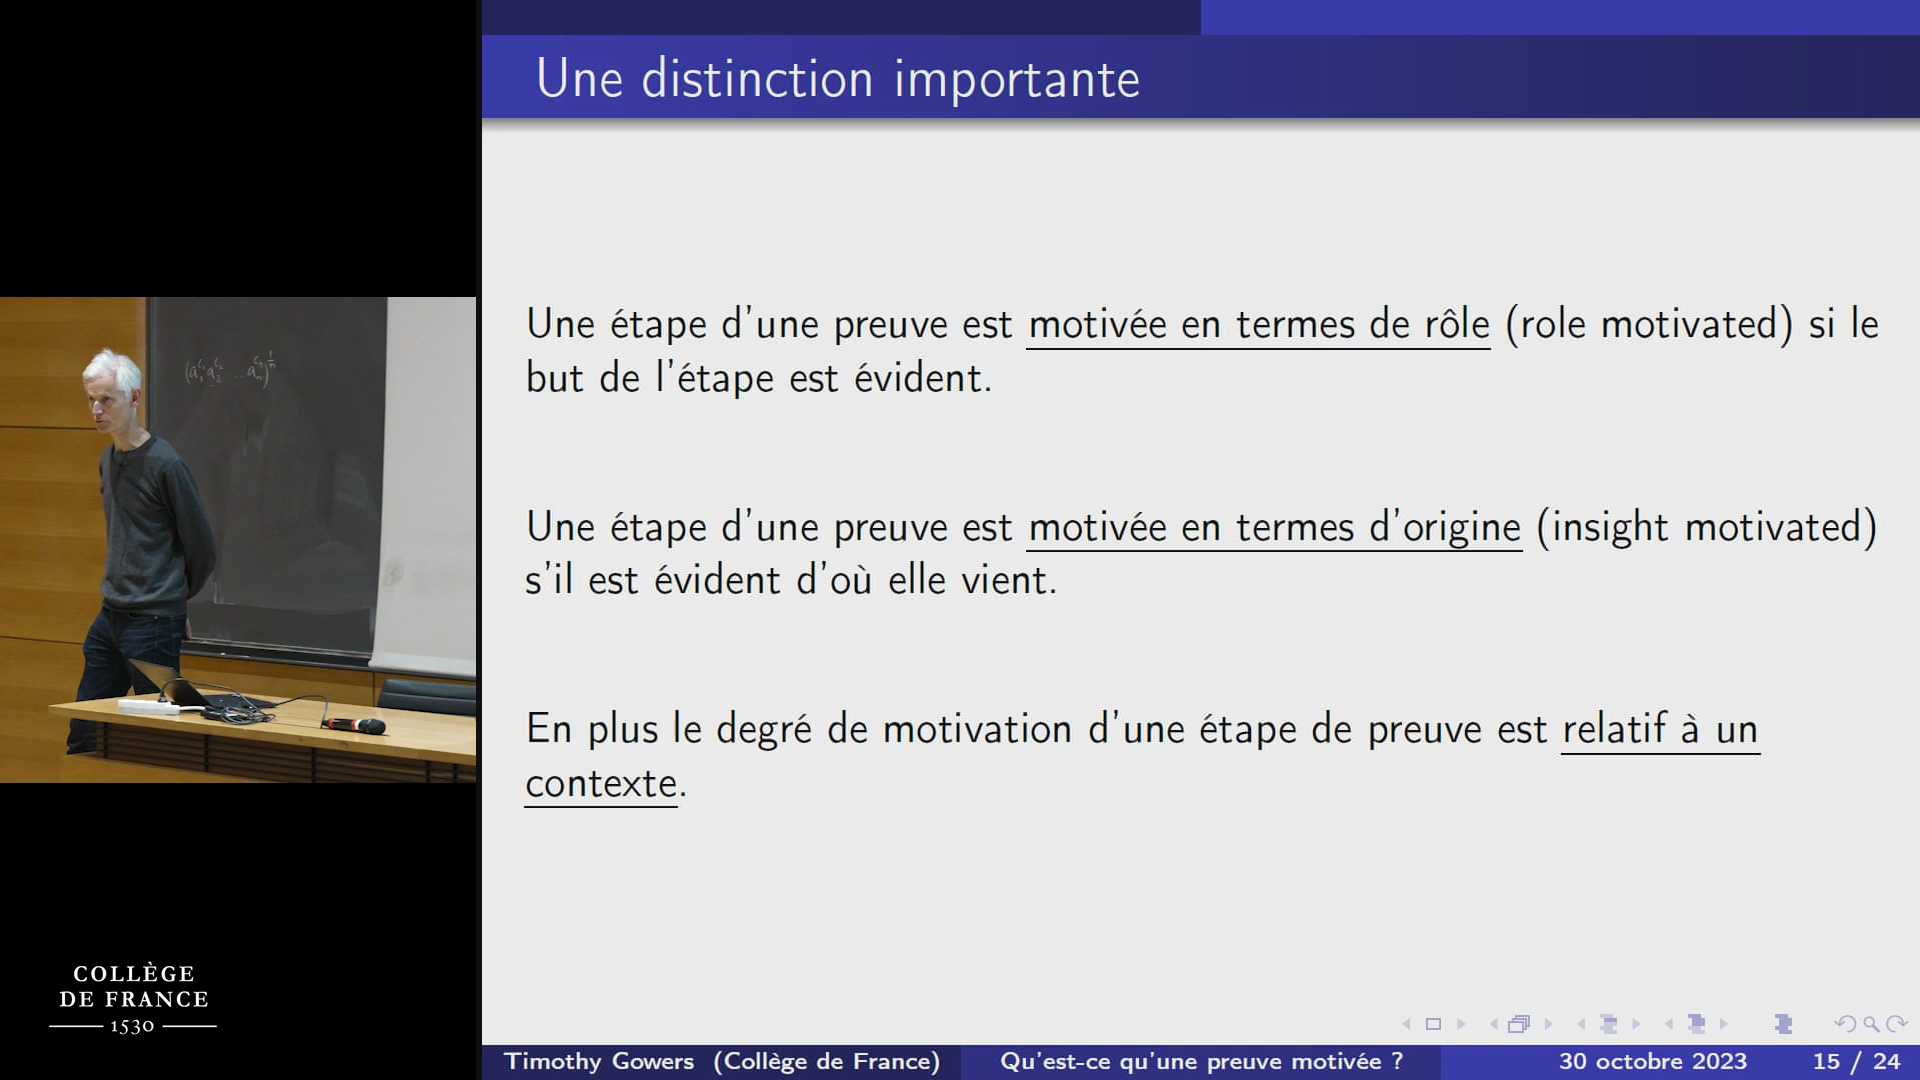 Une distinction importante
Une étape d'une preuve est motivée en termes de rôle (role motivated) si le
but de l'étape est évident.
Une étape d'une preuve est motivée en termes d'origine (insight motivated)
s'il est évident d'où elle vient.
En plus le degré de motivation d'une étape de preuve est relatif à un
contexte.
COLLÈGE
DE FRANCE
1530
Timothy Gowers (Collège de France) Qu'est-ce qu'une preuve motivée ? 30 octobre 2023 15 / 24